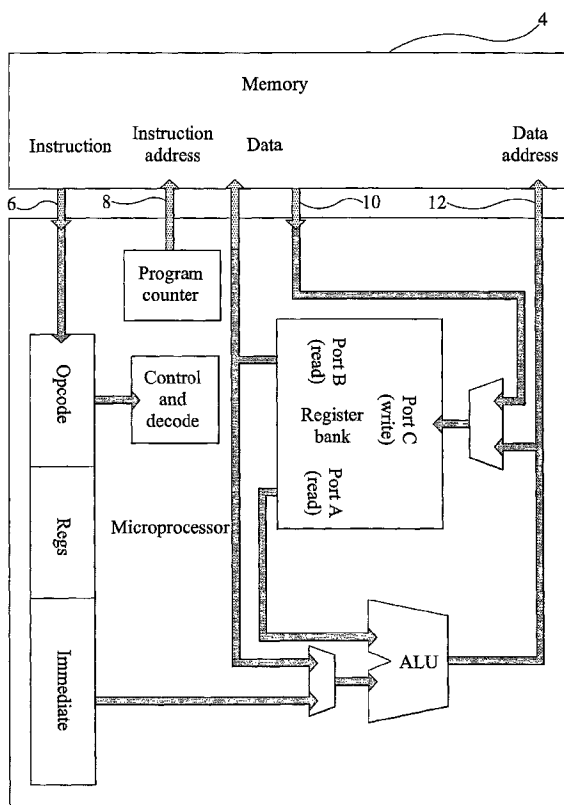 4
Memory
Instruction
Instruction
address
Data
Data
address
6
8
10
12
Program
counter
Opcode
Control
and
decode
Port B
(read)
Register
bank
Port C
(write)
Port A
(read)
Regs
Microprocessor
Immediate
ALU